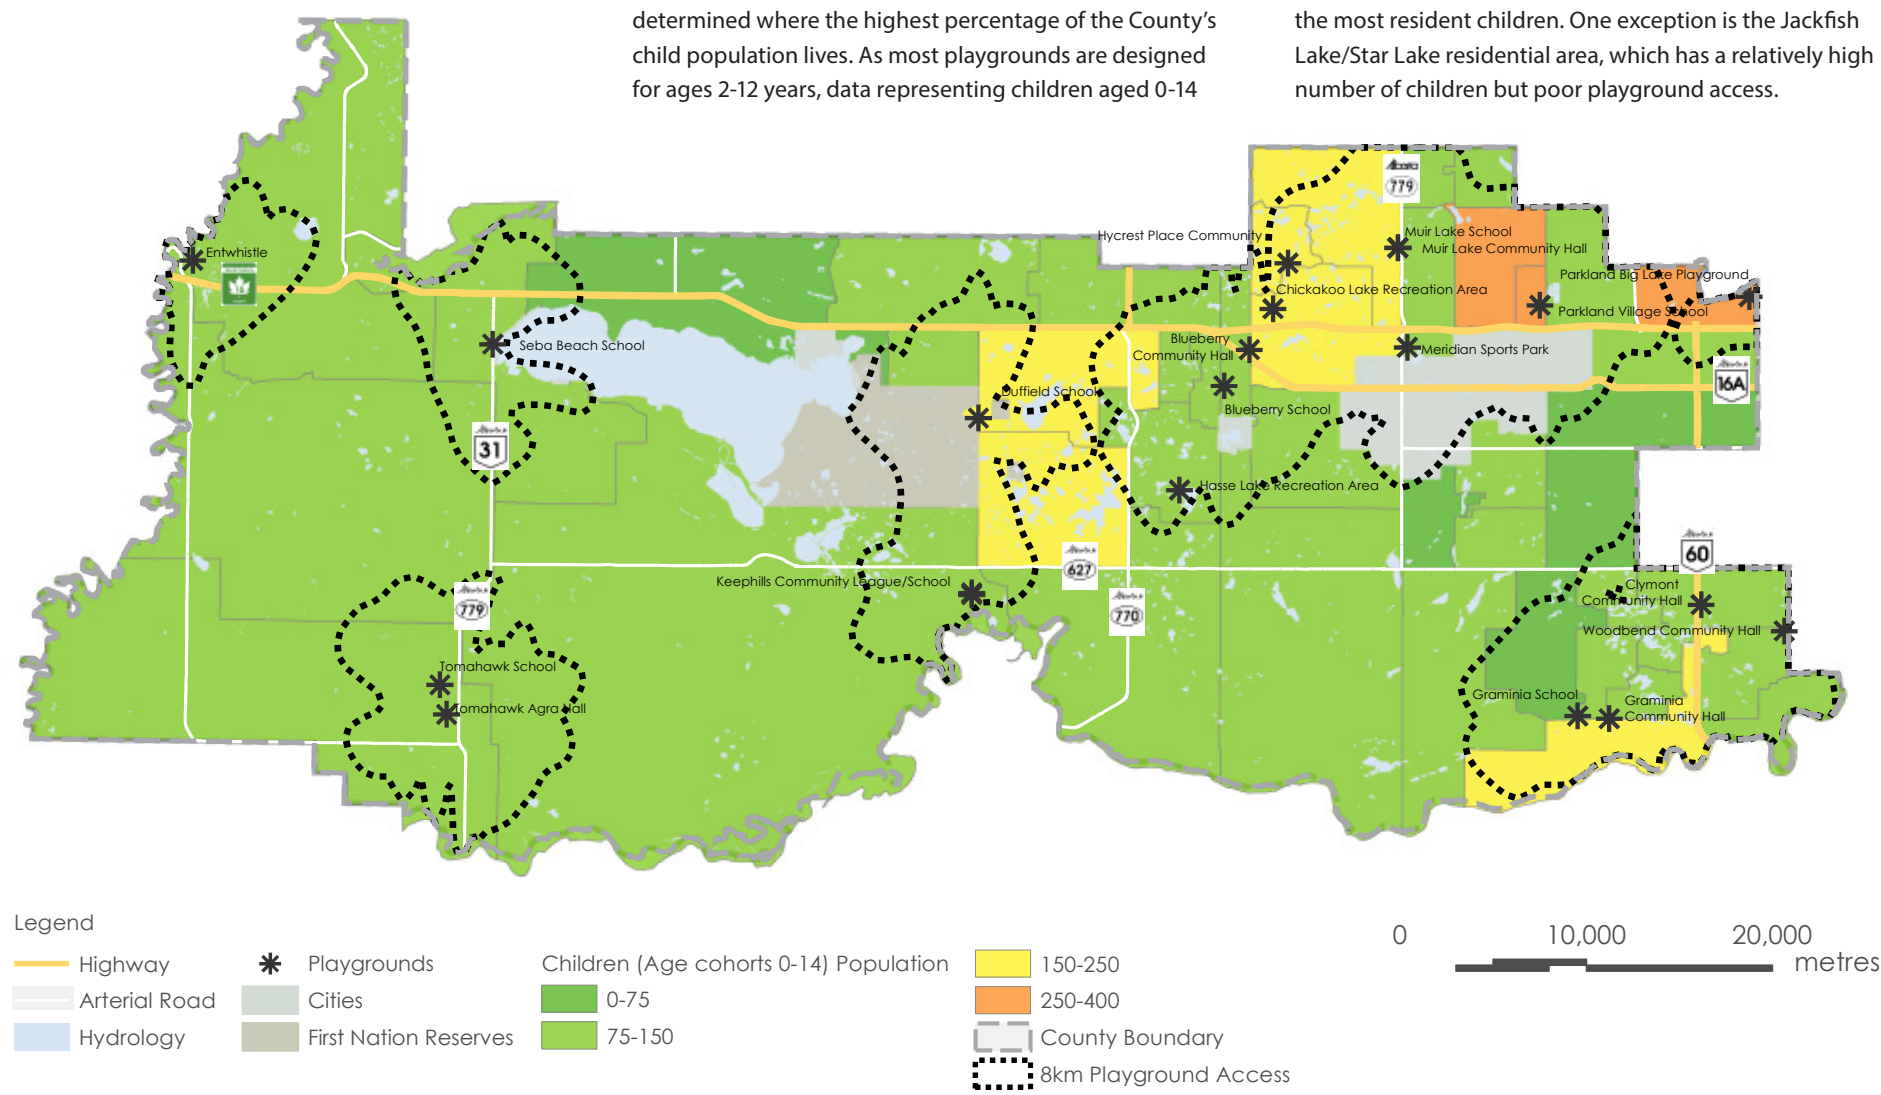 determined where the highest percentage of the County's
child population lives. As most playgrounds are designed
for ages 2-12 years, data representing children aged 0-14
the most resident children. One exception is the Jackfish
Lake/Star Lake residential area, which has a relatively high
number of children but poor playground access.
Alberta
779
Hycrest Place Community
Muir Lake School
Muir Lake Community Hall
Entwhistle
Parkland Big Lake Playground
Chickakoo Lake Recreation Area
Parkland Village School
Seba Beach School
Blueberry
Community Hall
Meridian Sports Park
16A
Duffield School
Blueberry School
31
Hasse Lake Recreation Area
60
627
Keephills Community League/School
Clymont
Community Hall
779
770
Woodbend Community Hall
Tomahawk School
Graminia School
Graminia
Community Hall
Tomahawk Agra Hall
Legend
Highway
Arterial Road
Hydrology
Playgrounds
Cities
First Nation Reserves
Children (Age cohorts 0-14) Population
0-75
75-150
150-250
250-400
County Boundary
8km Playground Access
0 10,000 20,000
metres